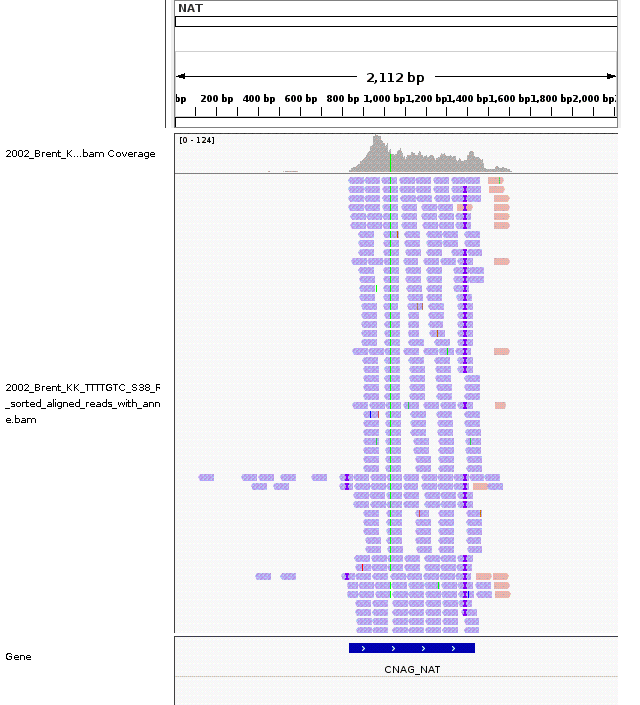 NAT
2,112 bp
bp 200 bp 400 bp 600 bp 800 bp 1,000 bp 1,200 bp 1,400 bp 1,600 bp 1,800 bp 2,000 bp
[0 - 124]
2002_Brent_K...bam Coverage
2002_Brent_KK_TTTTGTC_S38_R
_sorted_aligned_reads_with_ann
e.bam
Gene
CNAG_NAT